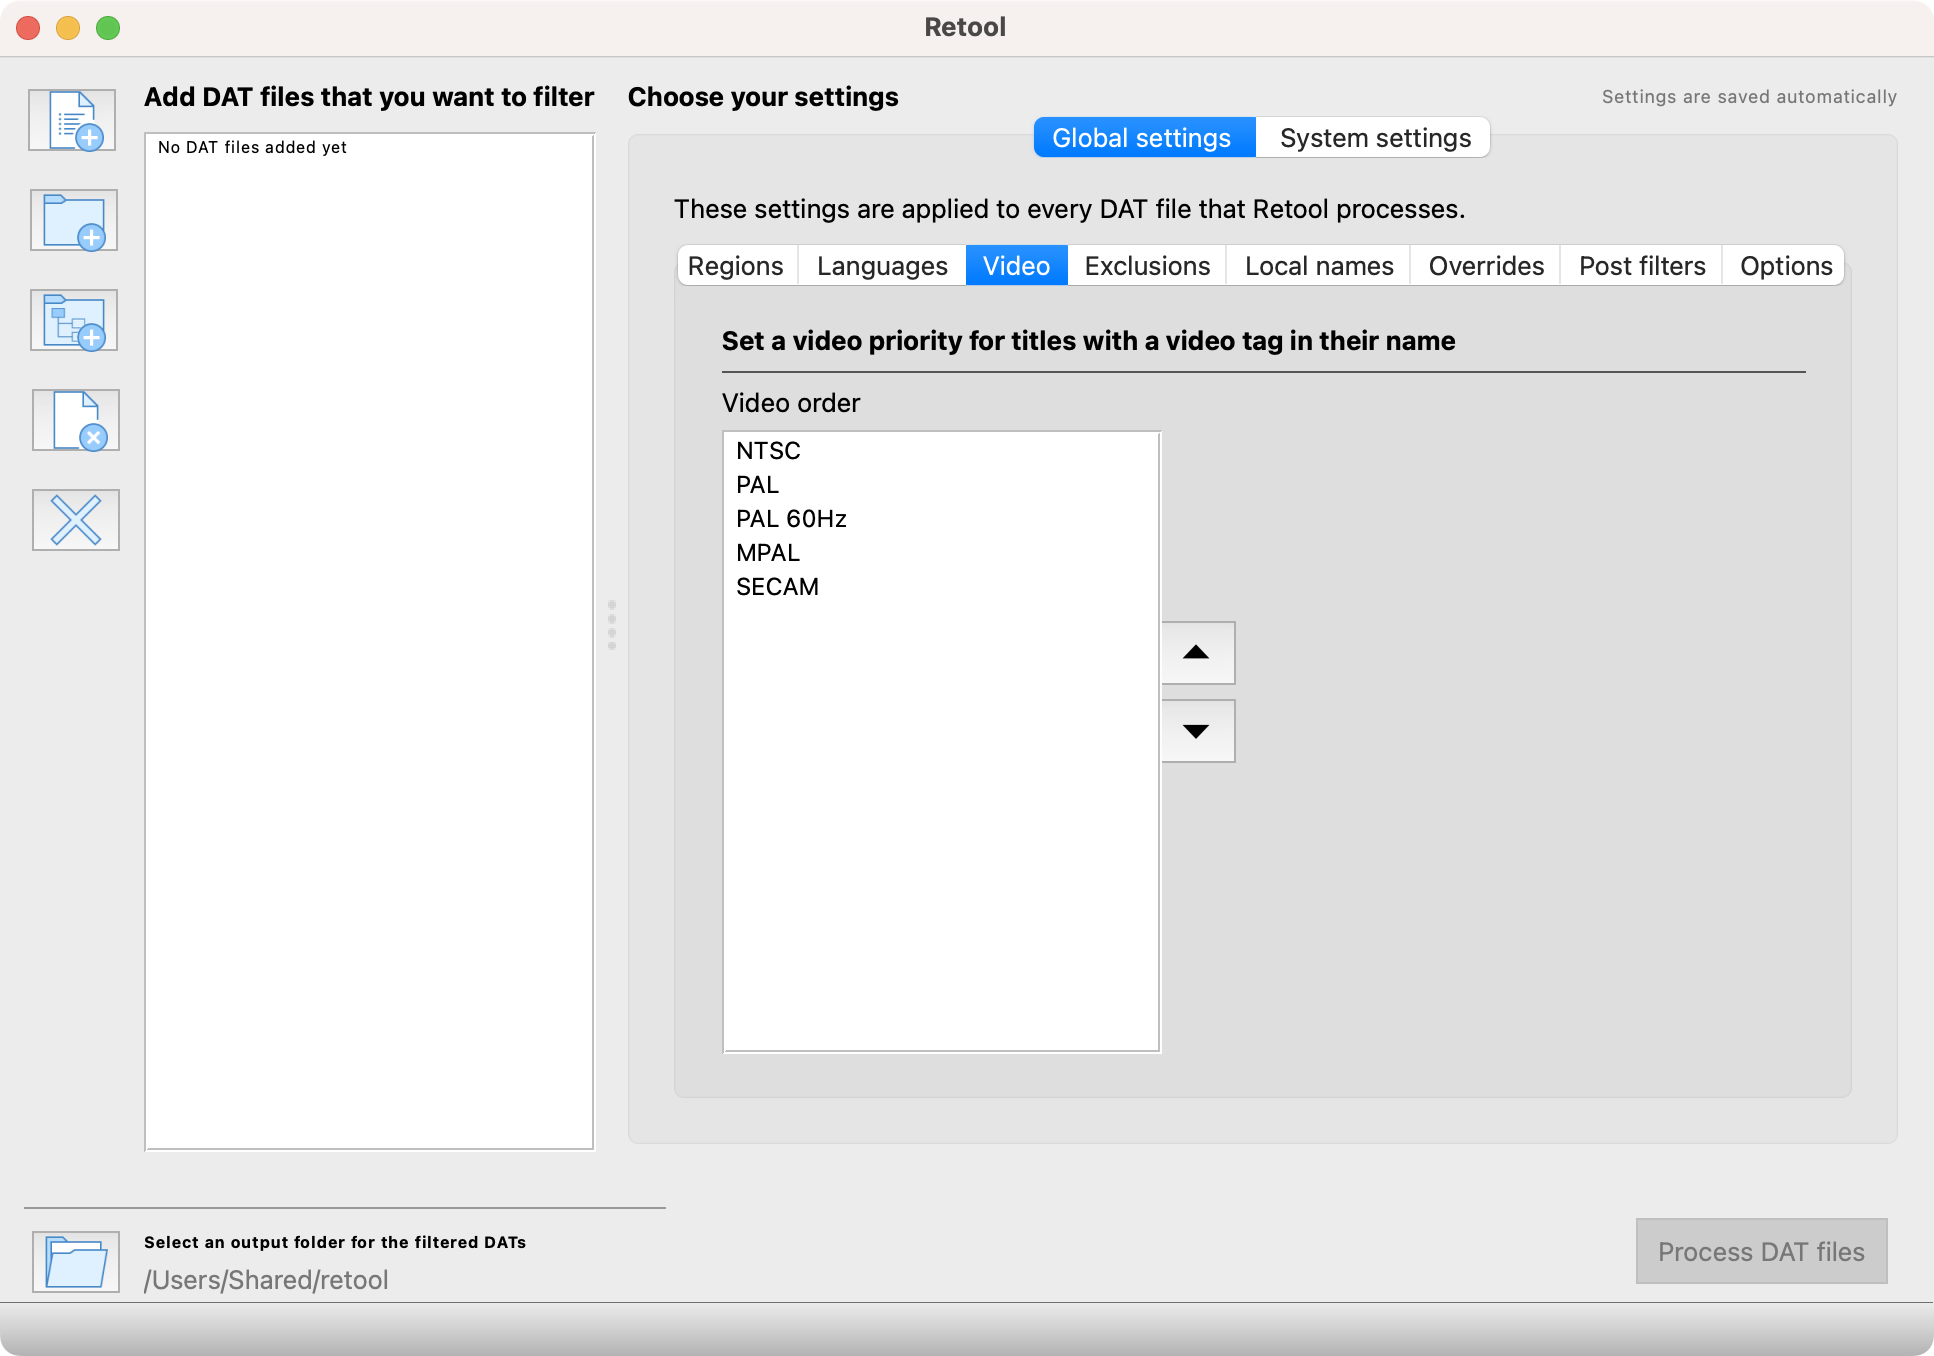 Retool
Add DAT files that you want to filter
No DAT files added yet
Choose your settings
Settings are saved automatically
Global settings
System settings
These settings are applied to every DAT file that Retool processes.
Regions
Languages
Video
Exclusions
Local names
Overrides
Post filters
Options
Set a video priority for titles with a video tag in their name
Video order
NTSC
PAL
PAL 60Hz
MPAL
SECAM
Select an output folder for the filtered DATs
/Users/Shared/retool
Process DAT files